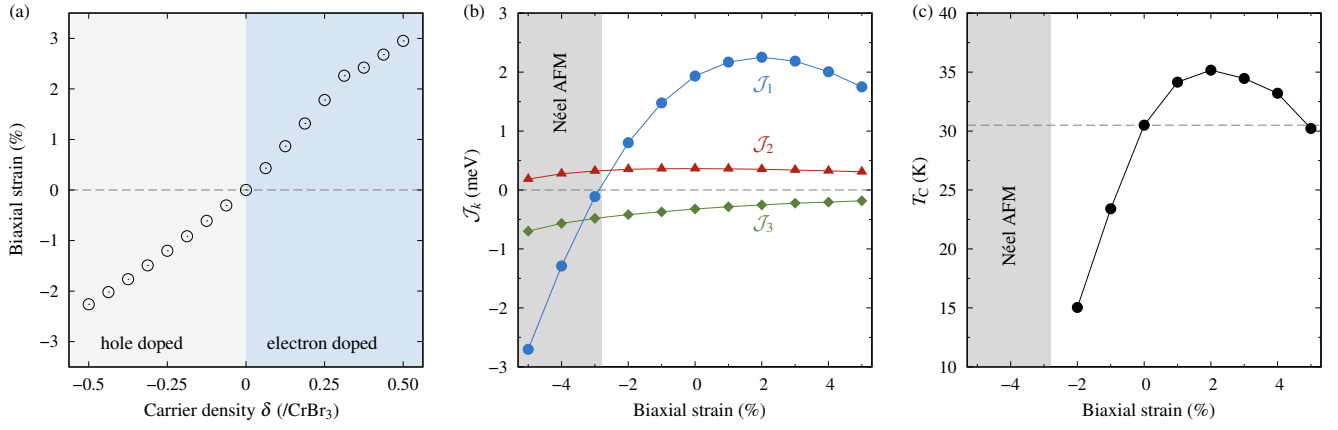 (a)
Biaxial strain (%)
3
2
1
0
−1
−2
−3
hole doped
electron doped
−0.5
−0.25
0
0.25
0.50
Carrier density δ (/CrBr₃)
(b)
𝒥ₖ (meV)
3
2
1
0
−1
−2
−3
Néel AFM
𝒥₁
𝒥₂
𝒥₃
−4
−2
0
2
4
Biaxial strain (%)
(c)
T_C (K)
40
35
30
25
20
15
10
Néel AFM
−4
−2
0
2
4
Biaxial strain (%)